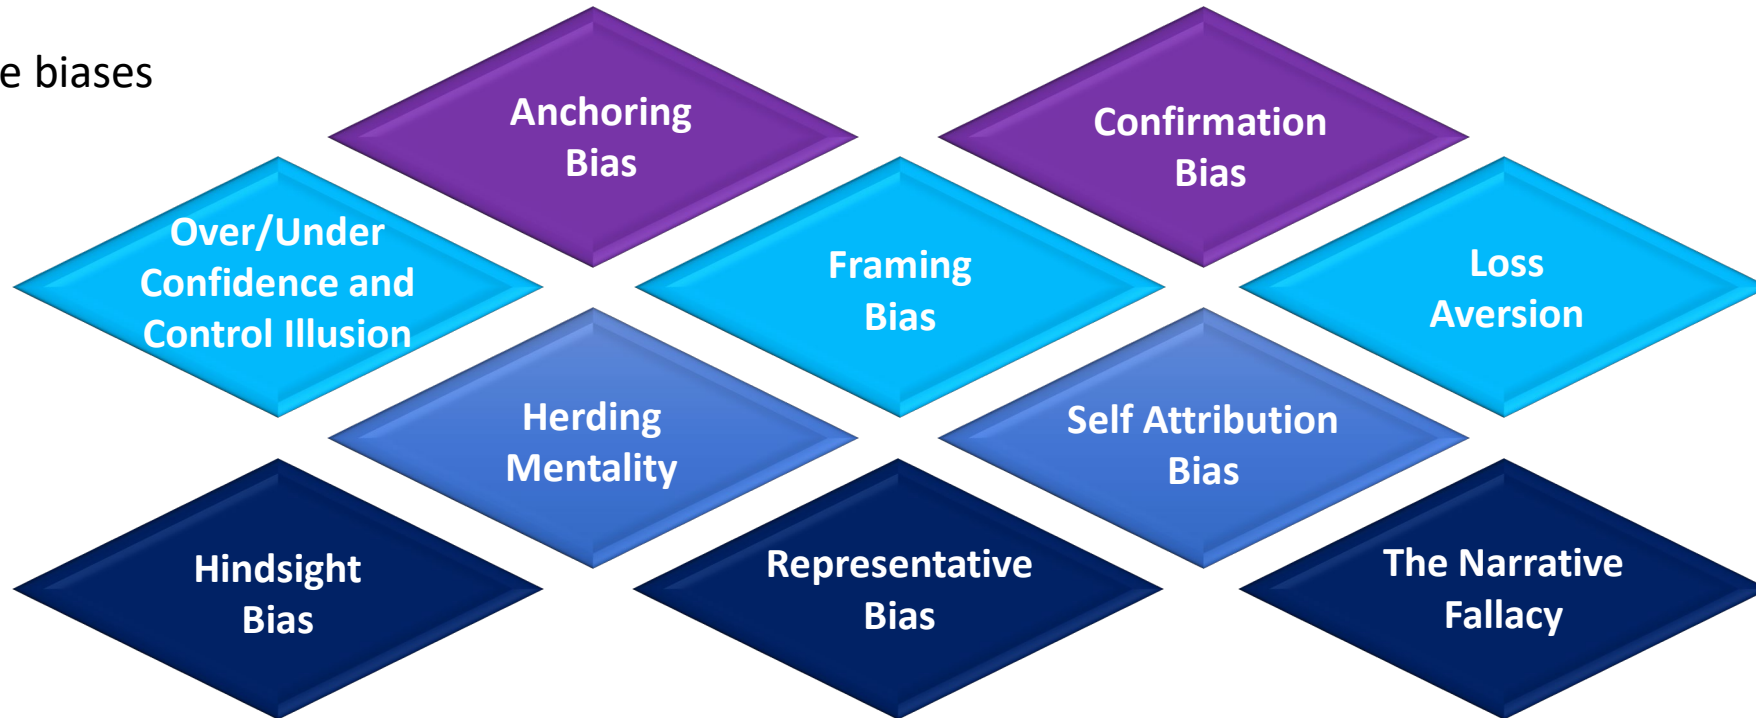 e biases
Anchoring
Bias
Confirmation
Bias
Over/Under
Confidence and
Control Illusion
Framing
Bias
Loss
Aversion
Herding
Mentality
Self Attribution
Bias
Hindsight
Bias
Representative
Bias
The Narrative
Fallacy